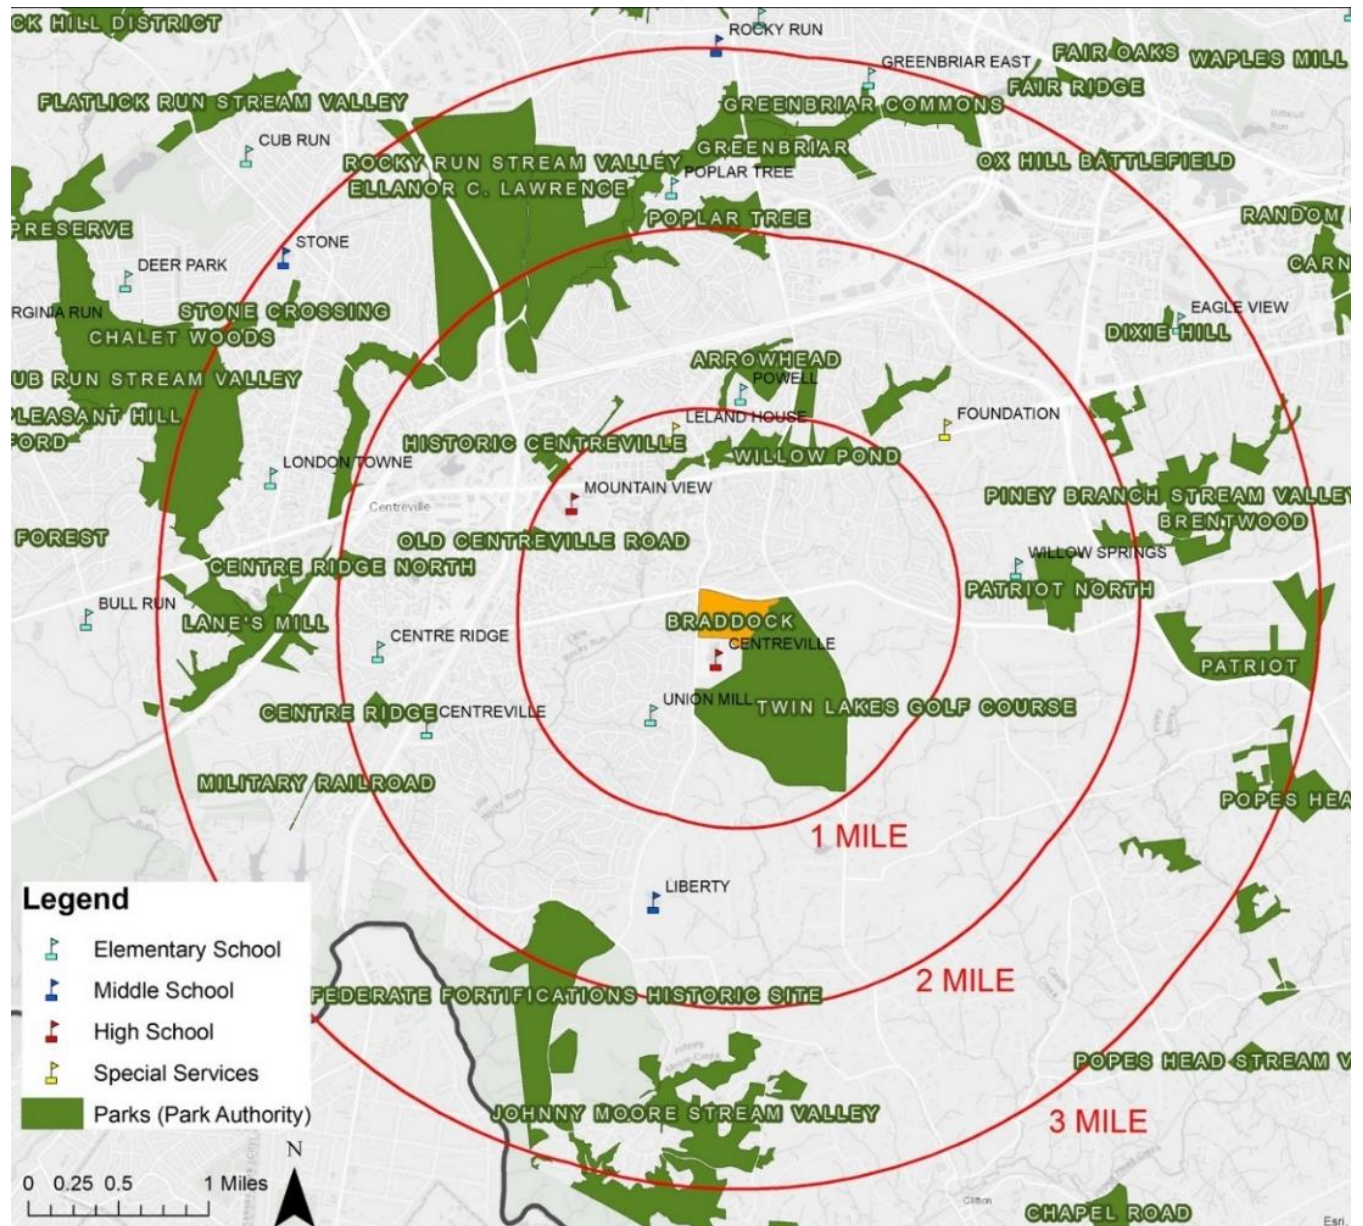 CK HILL DISTRICT
ROCKY RUN
FAIR OAKS
WAPLES MILL
GREENBRIAR EAST
FAIR RIDGE
FLATLICK RUN STREAM VALLEY
GREENBRIAR COMMONS
CUB RUN
GREENBRIAR
ROCKY RUN STREAM VALLEY
OX HILL BATTLEFIELD
ELLANOR C. LAWRENCE
POPLAR TREE
POPLAR TREE
RANDOM
PRESERVE
STONE
DEER PARK
CARN
STONE CROSSING
RGINIA RUN
EAGLE VIEW
CHALET WOODS
DIXIE HILL
ARROWHEAD
UB RUN STREAM VALLEY
POWELL
PLEASANT HILL
LELAND HOUSE
FOUNDATION
FORD
HISTORIC CENTREVILLE
WILLOW POND
LONDON TOWNE
MOUNTAIN VIEW
PINEY BRANCH STREAM VALLEY
Centreville
BRENTWOOD
FOREST
OLD CENTREVILLE ROAD
WILLOW SPRINGS
CENTRE RIDGE NORTH
PATRIOT NORTH
BULL RUN
LANE'S MILL
BRADDOCK
CENTRE RIDGE
CENTREVILLE
PATRIOT
UNION MILL
TWIN LAKES GOLF COURSE
CENTRE RIDGE
CENTREVILLE
MILITARY RAILROAD
POPES HEA
1 MILE
LIBERTY
2 MILE
FEDERATE FORTIFICATIONS HISTORIC SITE
POPES HEAD STREAM V
JOHNNY MOORE STREAM VALLEY
3 MILE
Clifton
CHAPEL ROAD
Esri
Legend
Elementary School
Middle School
High School
Special Services
Parks (Park Authority)
N
0 0.25 0.5 1 Miles